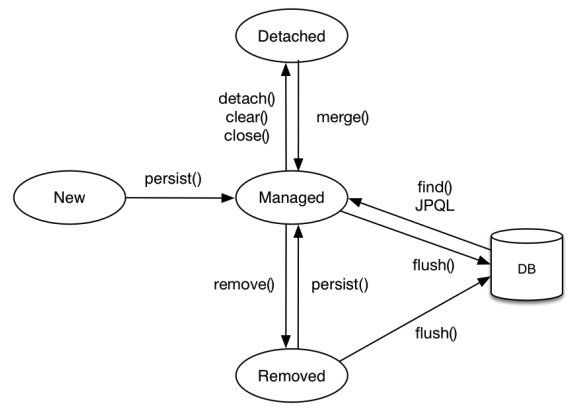 Detached
detach()
clear()
close()
merge()
New
persist()
Managed
find()
JPQL
flush()
DB
remove()
persist()
flush()
Removed